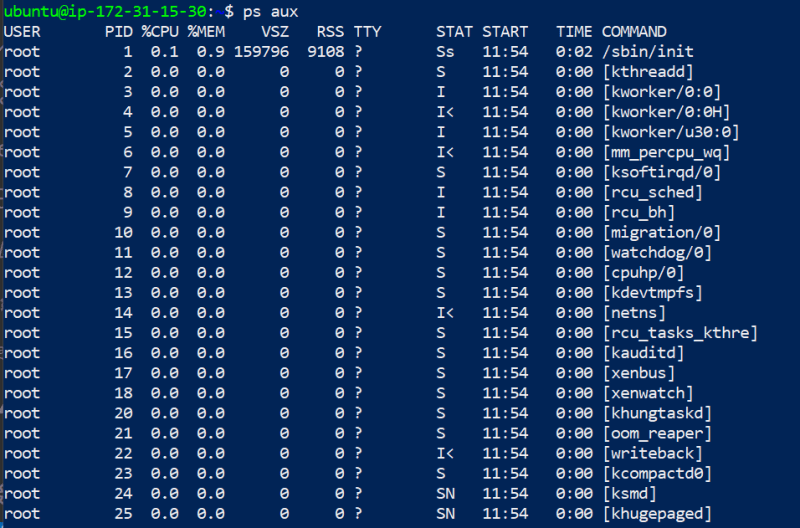 ubuntu@ip-172-31-15-30:~$ ps aux
USER PID %CPU %MEM VSZ RSS TTY STAT START TIME COMMAND
root 1 0.1 0.9 159796 9108 ? Ss 11:54 0:02 /sbin/init
root 2 0.0 0.0 0 0 ? S 11:54 0:00 [kthreadd]
root 3 0.0 0.0 0 0 ? I 11:54 0:00 [kworker/0:0]
root 4 0.0 0.0 0 0 ? I< 11:54 0:00 [kworker/0:0H]
root 5 0.0 0.0 0 0 ? I 11:54 0:00 [kworker/u30:0]
root 6 0.0 0.0 0 0 ? I< 11:54 0:00 [mm_percpu_wq]
root 7 0.0 0.0 0 0 ? S 11:54 0:00 [ksoftirqd/0]
root 8 0.0 0.0 0 0 ? I 11:54 0:00 [rcu_sched]
root 9 0.0 0.0 0 0 ? I 11:54 0:00 [rcu_bh]
root 10 0.0 0.0 0 0 ? S 11:54 0:00 [migration/0]
root 11 0.0 0.0 0 0 ? S 11:54 0:00 [watchdog/0]
root 12 0.0 0.0 0 0 ? S 11:54 0:00 [cpuhp/0]
root 13 0.0 0.0 0 0 ? S 11:54 0:00 [kdevtmpfs]
root 14 0.0 0.0 0 0 ? I< 11:54 0:00 [netns]
root 15 0.0 0.0 0 0 ? S 11:54 0:00 [rcu_tasks_kthre]
root 16 0.0 0.0 0 0 ? S 11:54 0:00 [kauditd]
root 17 0.0 0.0 0 0 ? S 11:54 0:00 [xenbus]
root 18 0.0 0.0 0 0 ? S 11:54 0:00 [xenwatch]
root 20 0.0 0.0 0 0 ? S 11:54 0:00 [khungtaskd]
root 21 0.0 0.0 0 0 ? S 11:54 0:00 [oom_reaper]
root 22 0.0 0.0 0 0 ? I< 11:54 0:00 [writeback]
root 23 0.0 0.0 0 0 ? S 11:54 0:00 [kcompactd0]
root 24 0.0 0.0 0 0 ? SN 11:54 0:00 [ksmd]
root 25 0.0 0.0 0 0 ? SN 11:54 0:00 [khugepaged]